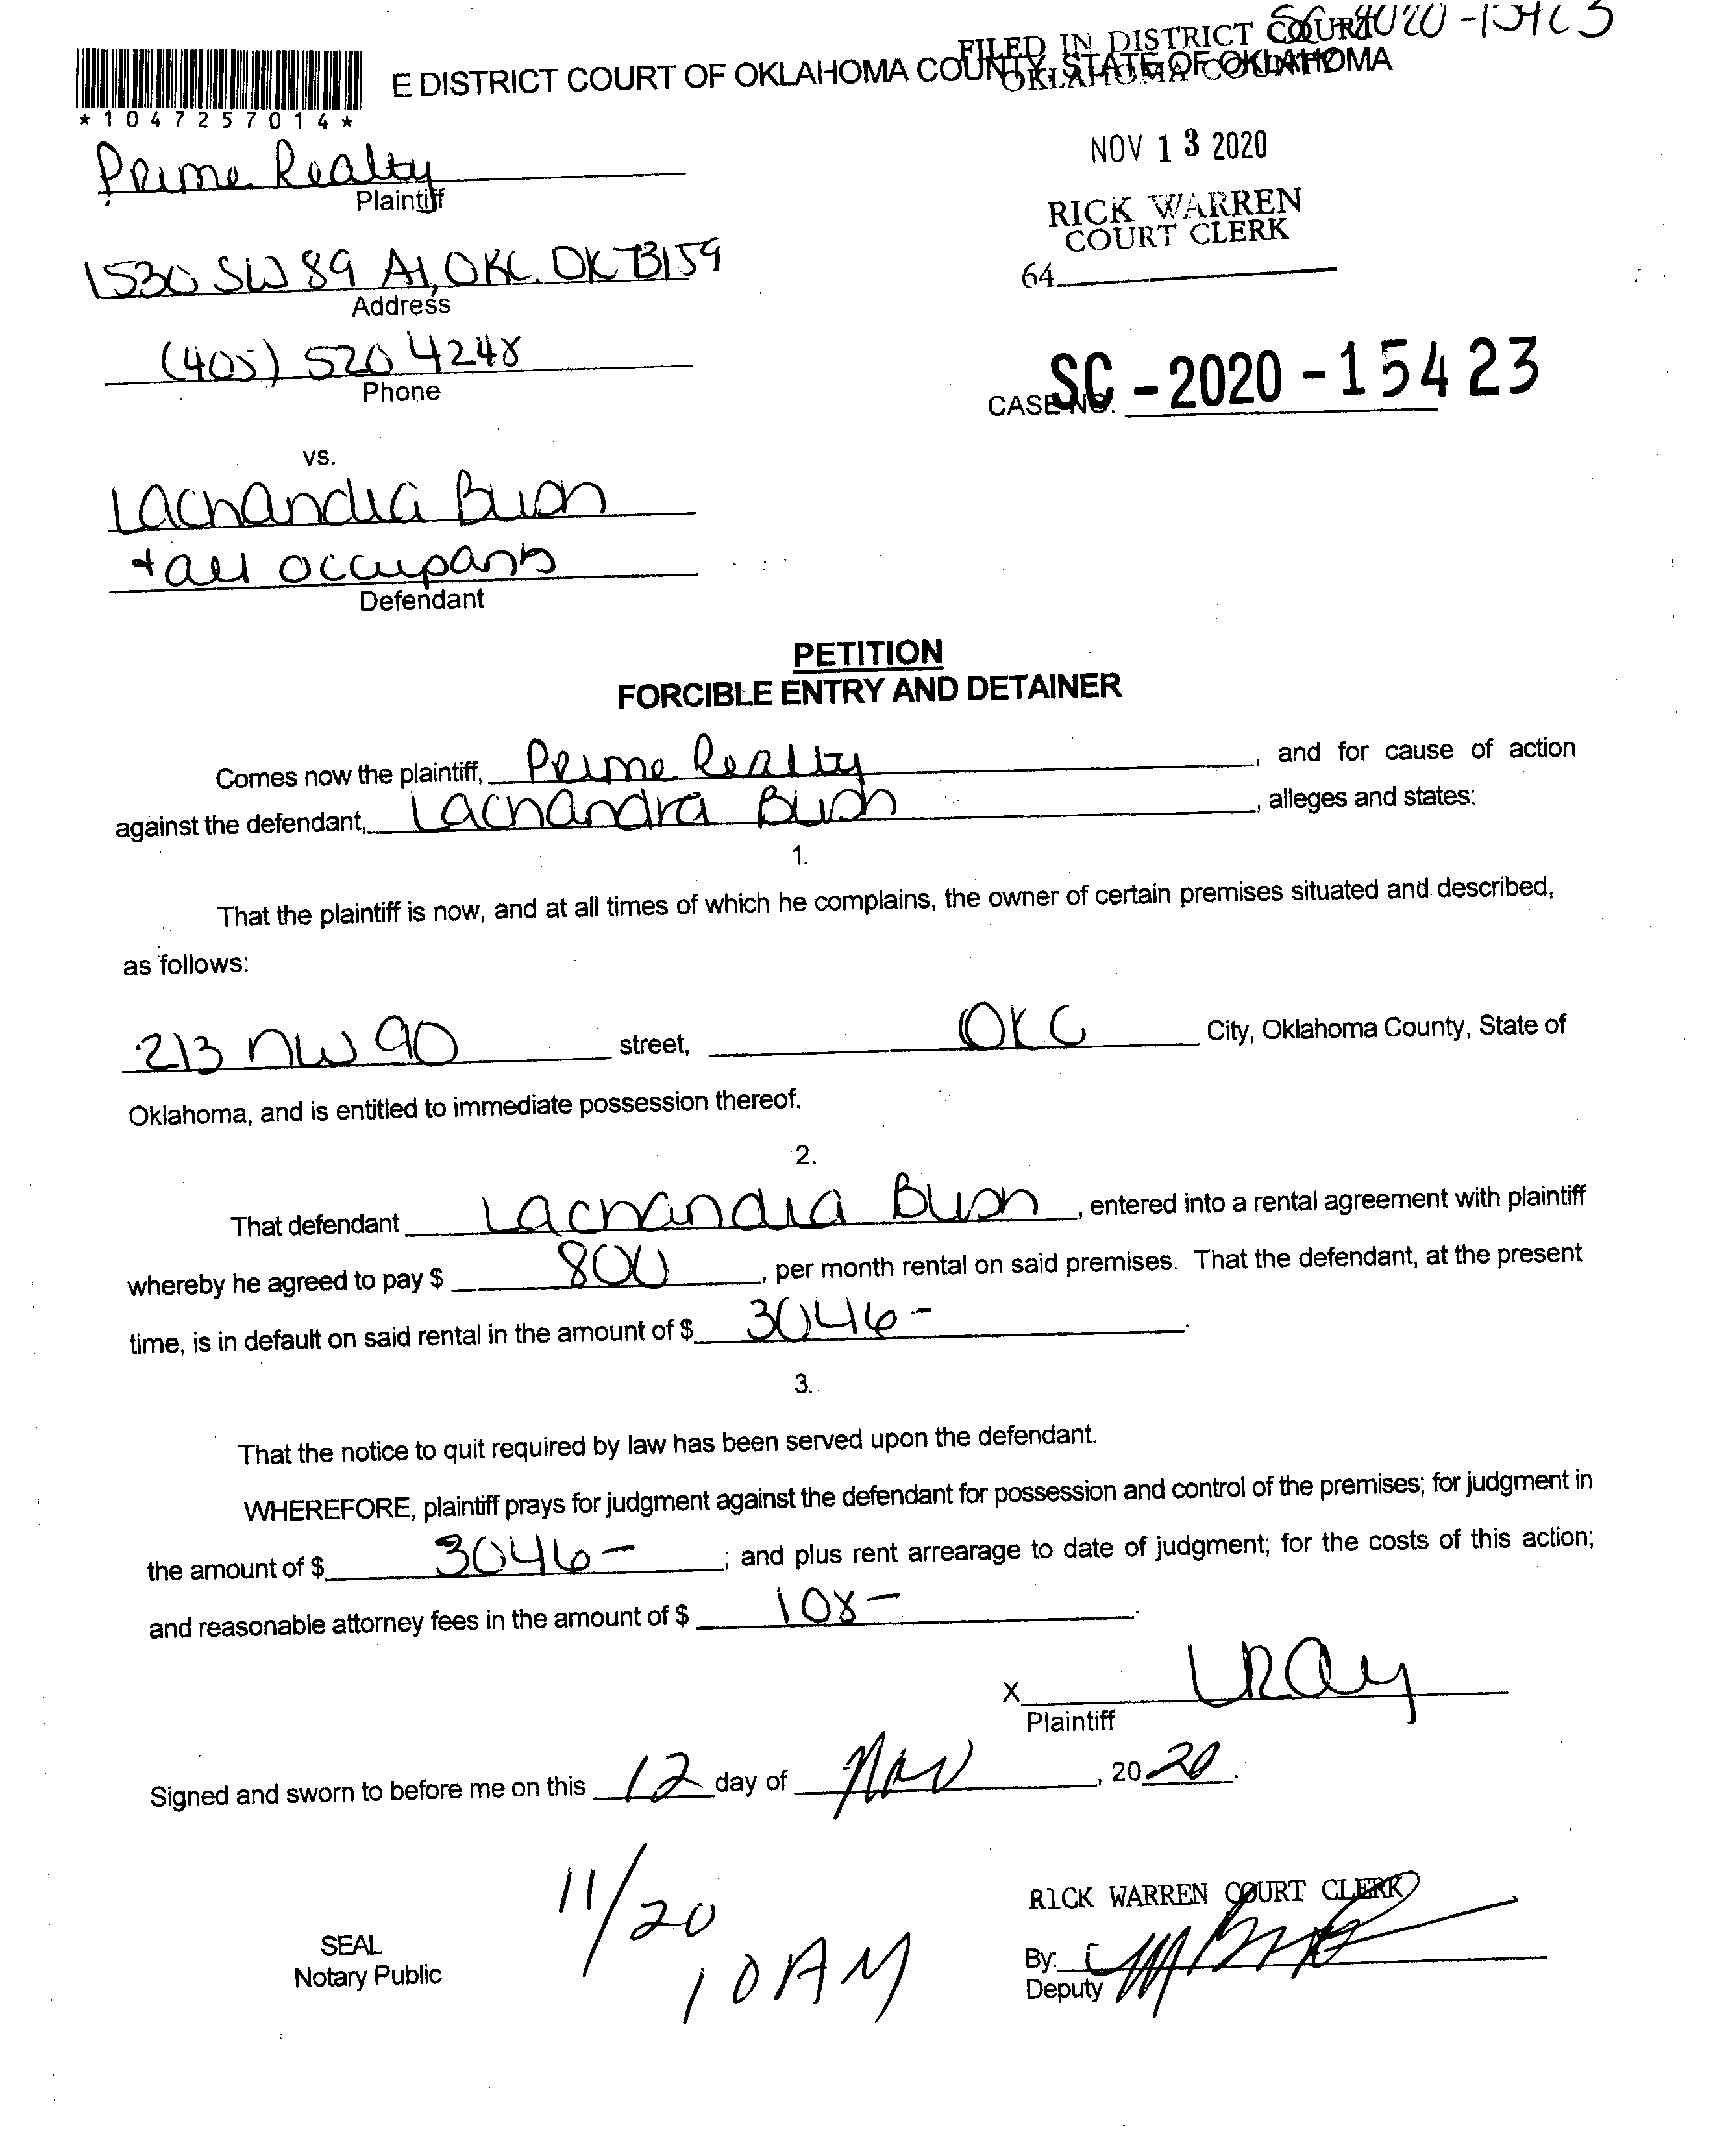 SC 2020-15423
FILED IN DISTRICT COURT
OKLAHOMA COUNTY
E DISTRICT COURT OF OKLAHOMA COUNTY, STATE OF OKLAHOMA
*1047257014*
NOV 13 2020
Prime Realty
Plaintiff
RICK WARREN
COURT CLERK
1530 SW 89 A1, OKC. OK 73159
64
Address
(405) 520 4248
Phone
CASE NO. SC-2020-15423
vs.
Lachandra Bush
+ all occupants
Defendant
PETITION
FORCIBLE ENTRY AND DETAINER
Comes now the plaintiff, Prime Realty, and for cause of action
against the defendant, Lachandra Bush, alleges and states:
1.
That the plaintiff is now, and at all times of which he complains, the owner of certain premises situated and described,
as follows:
213 NW 90 street, OKC City, Oklahoma County, State of
Oklahoma, and is entitled to immediate possession thereof.
2.
That defendant Lachandra Bush, entered into a rental agreement with plaintiff
whereby he agreed to pay $ 800, per month rental on said premises. That the defendant, at the present
time, is in default on said rental in the amount of $ 3046-.
3.
That the notice to quit required by law has been served upon the defendant.
WHEREFORE, plaintiff prays for judgment against the defendant for possession and control of the premises; for judgment in
the amount of $ 3046-; and plus rent arrearage to date of judgment; for the costs of this action;
and reasonable attorney fees in the amount of $ 108-.
X LRay
Plaintiff
Signed and sworn to before me on this 12 day of Nov, 2020.
11/20
10AM
RICK WARREN COURT CLERK
SEAL
Notary Public
By:
Deputy